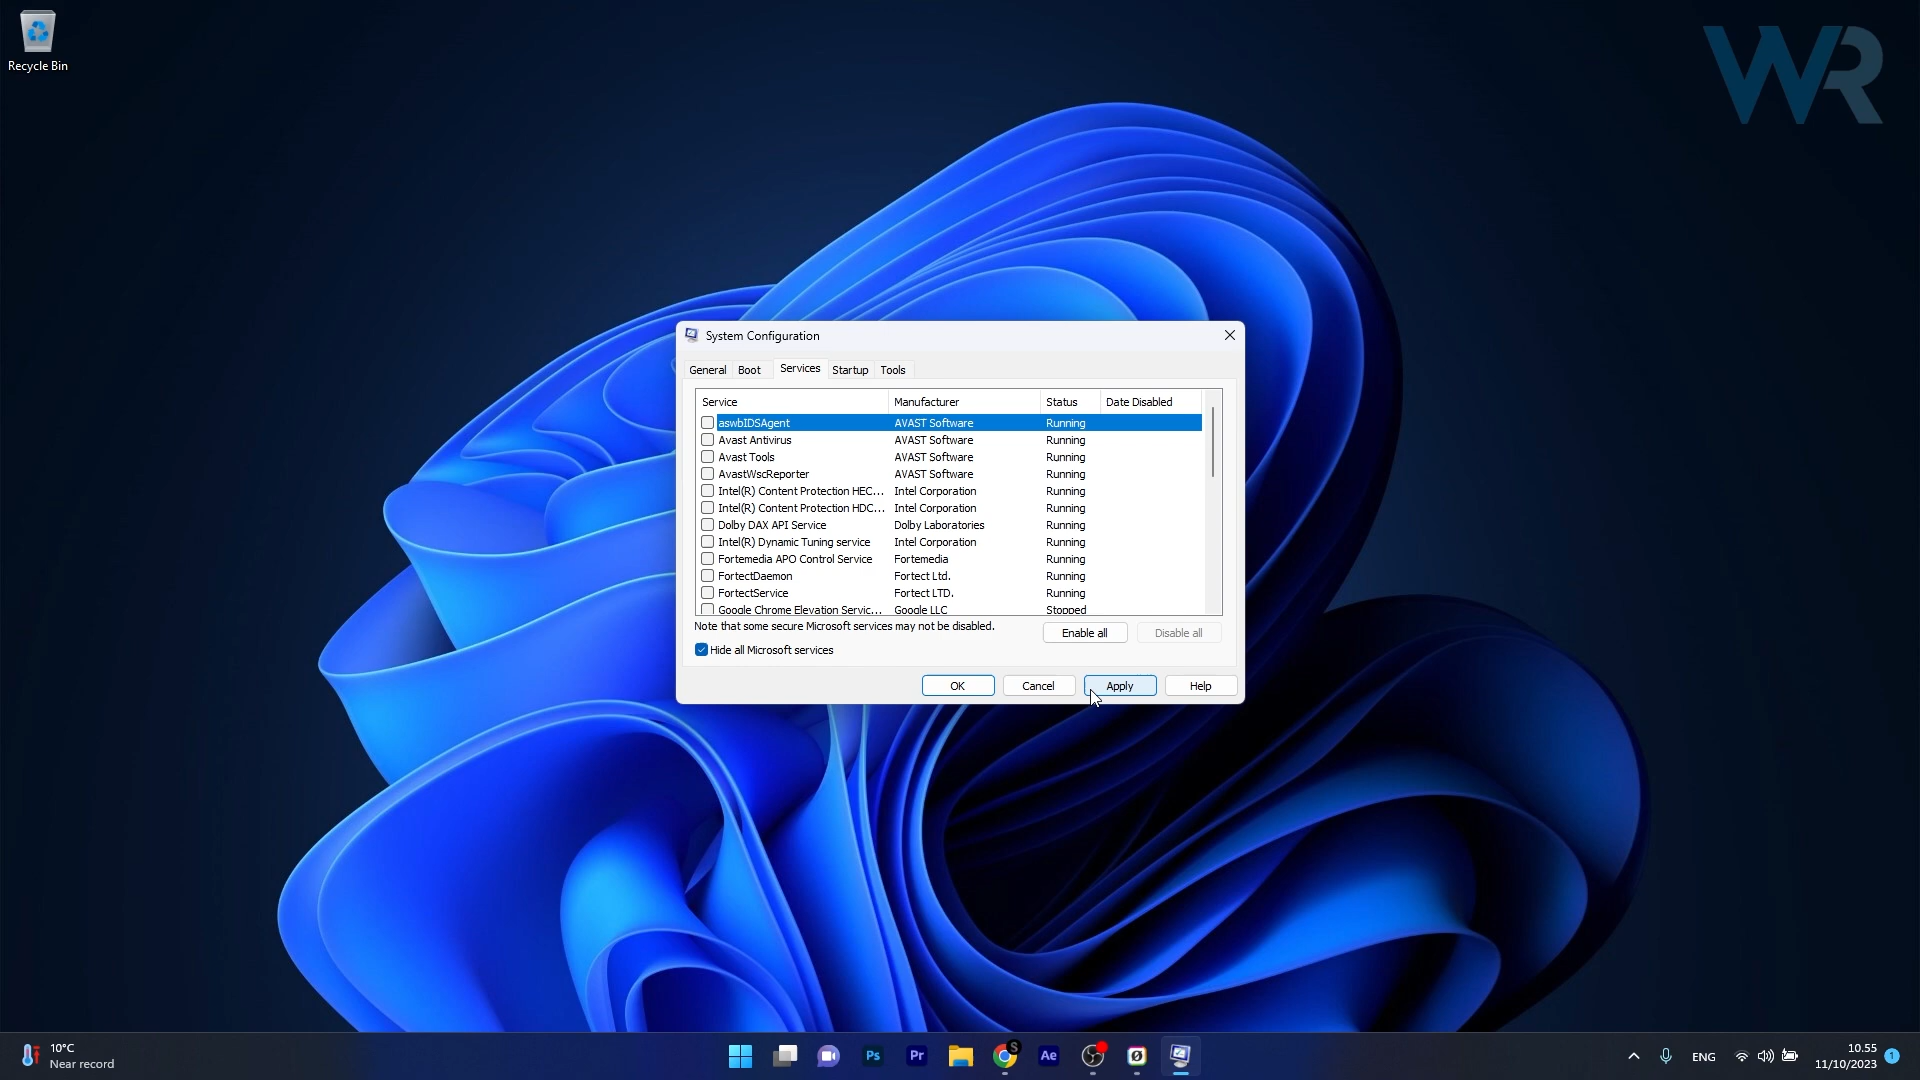 Recycle Bin
WR
System Configuration
General Boot Services Startup Tools
Service Manufacturer Status Date Disabled
aswbIDSAgent AVAST Software Running
Avast Antivirus AVAST Software Running
Avast Tools AVAST Software Running
AvastWscReporter AVAST Software Running
Intel(R) Content Protection HEC... Intel Corporation Running
Intel(R) Content Protection HDC... Intel Corporation Running
Dolby DAX API Service Dolby Laboratories Running
Intel(R) Dynamic Tuning service Intel Corporation Running
Fortemedia APO Control Service Fortemedia Running
FortectDaemon Fortect Ltd. Running
FortectService Fortect LTD. Running
Google Chrome Elevation Servic... Google LLC Stopped
Note that some secure Microsoft services may not be disabled.
Enable all Disable all
Hide all Microsoft services
OK Cancel Apply Help
10°C
Near record
Ps Pr S Ae
ENG
10.55
11/10/2023
1